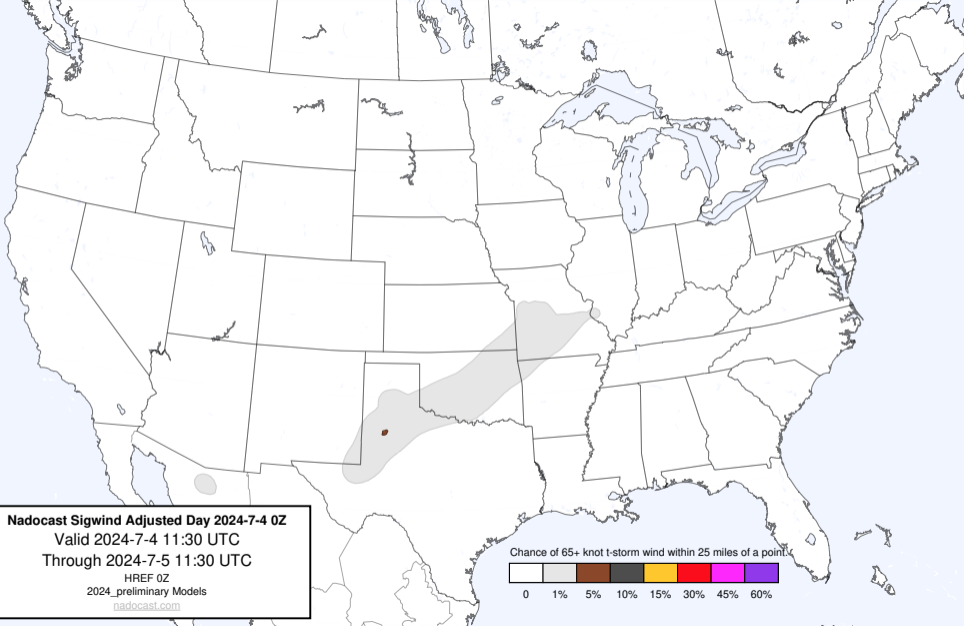 Nadocast Sigwind Adjusted Day 2024-7-4 0Z
Valid 2024-7-4 11:30 UTC
Through 2024-7-5 11:30 UTC
HREF 0Z
2024_preliminary Models
nadocast.com
Chance of 65+ knot t-storm wind within 25 miles of a point.
0 1% 5% 10% 15% 30% 45% 60%